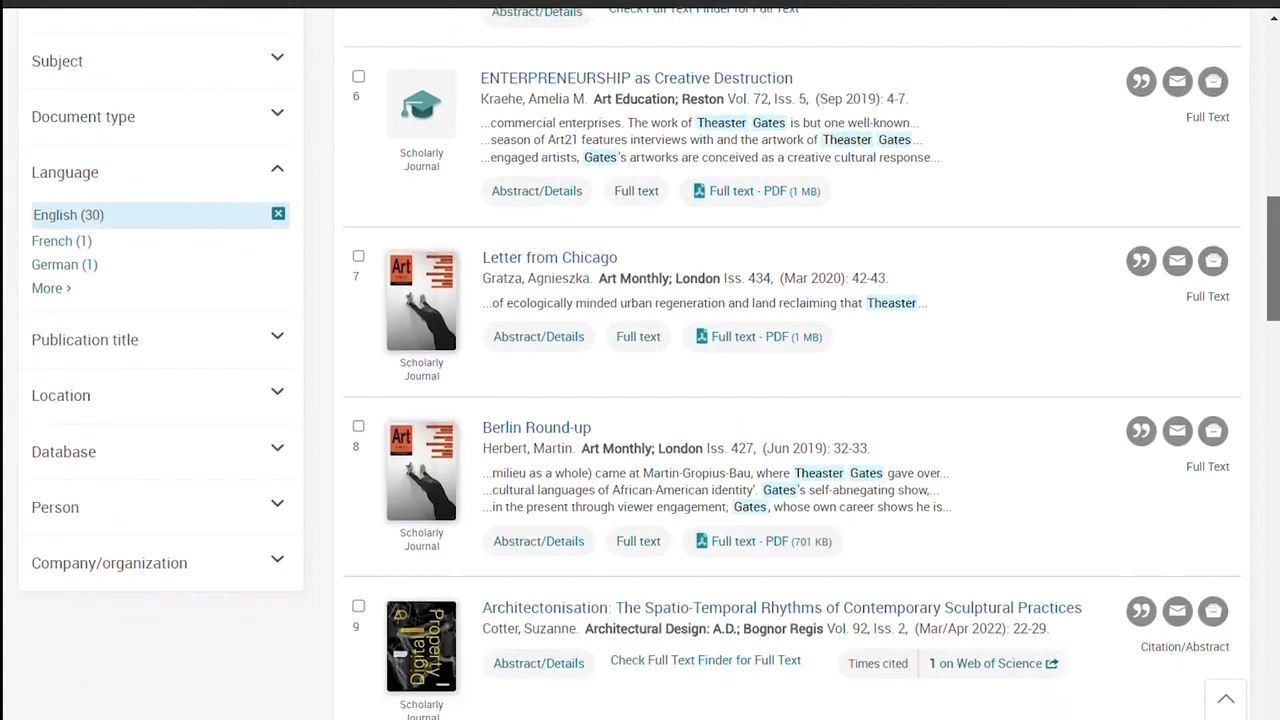 Abstract/Details
Check Full Text Finder for Full Text
Subject
Document type
Language
English (30)
French (1)
German (1)
More ›
Publication title
Location
Database
Person
Company/organization
6
Scholarly
Journal
ENTERPRENEURSHIP as Creative Destruction
Kraehe, Amelia M. Art Education; Reston Vol. 72, Iss. 5, (Sep 2019): 4-7.
...commercial enterprises. The work of Theaster Gates is but one well-known...
...season of Art21 features interviews with and the artwork of Theaster Gates...
...engaged artists, Gates's artworks are conceived as a creative cultural response...
Abstract/Details Full text Full text - PDF (1 MB)
Full Text
7
Art
Scholarly
Journal
Letter from Chicago
Gratza, Agnieszka. Art Monthly; London Iss. 434, (Mar 2020): 42-43.
...of ecologically minded urban regeneration and land reclaiming that Theaster...
Abstract/Details Full text Full text - PDF (1 MB)
Full Text
8
Art
Scholarly
Journal
Berlin Round-up
Herbert, Martin. Art Monthly; London Iss. 427, (Jun 2019): 32-33.
...milieu as a whole) came at Martin-Gropius-Bau, where Theaster Gates gave over...
...cultural languages of African-American identity'. Gates's self-abnegating show,...
...in the present through viewer engagement; Gates, whose own career shows he is...
Abstract/Details Full text Full text - PDF (701 KB)
Full Text
9
Digital
Property
Scholarly
Journal
Architectonisation: The Spatio-Temporal Rhythms of Contemporary Sculptural Practices
Cotter, Suzanne. Architectural Design: A.D.; Bognor Regis Vol. 92, Iss. 2, (Mar/Apr 2022): 22-29.
Abstract/Details Check Full Text Finder for Full Text Times cited 1 on Web of Science
Citation/Abstract